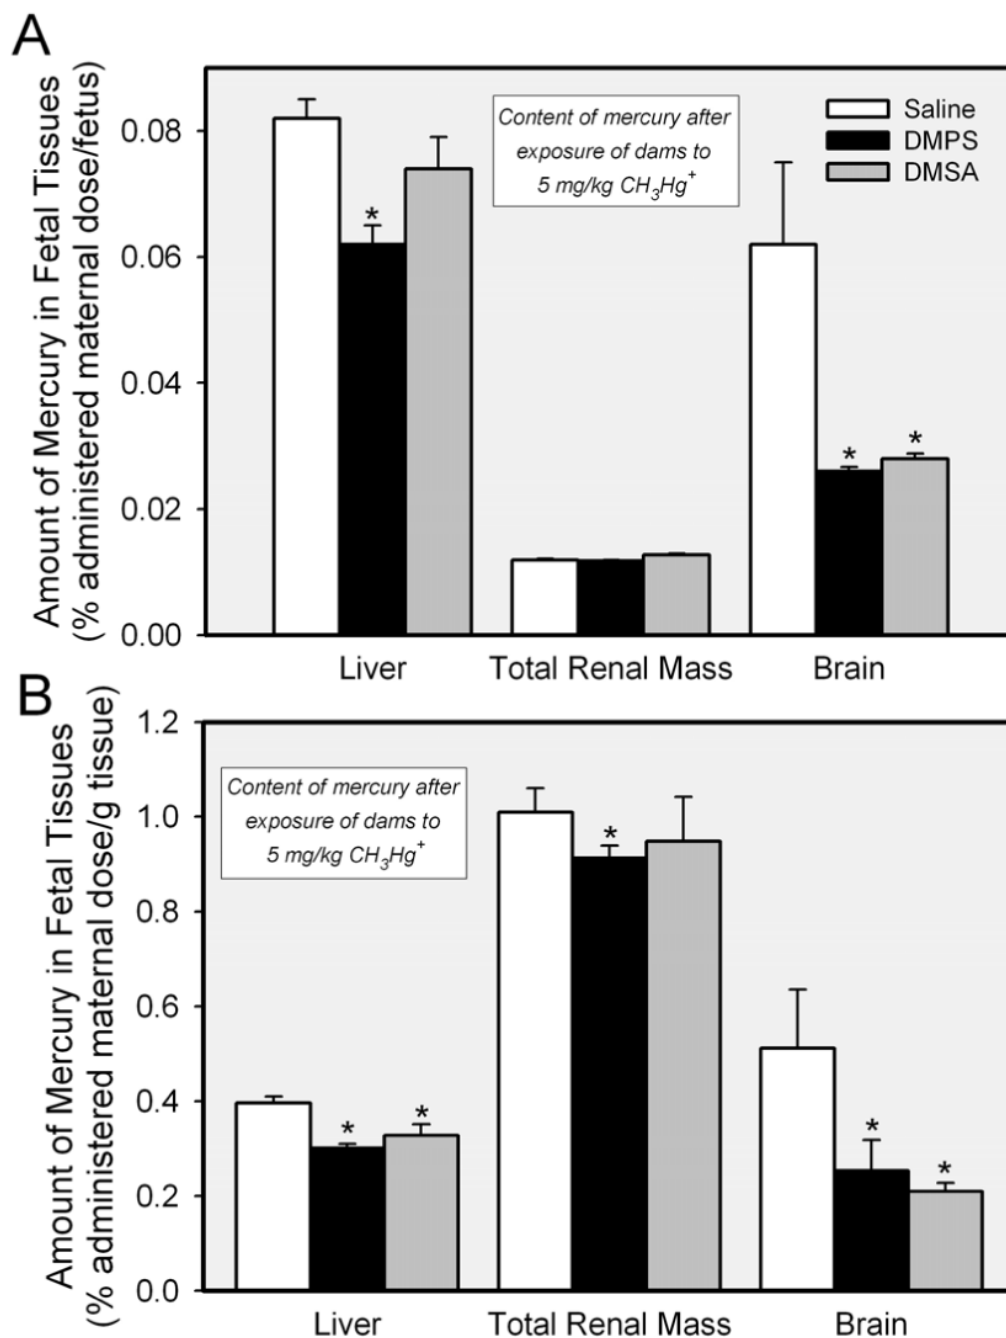 A
Amount of Mercury in Fetal Tissues
(% administered maternal dose/fetus)
0.08
0.06
0.04
0.02
0.00
Content of mercury after
exposure of dams to
5 mg/kg CH3Hg+
Saline
DMPS
DMSA
*
*
*
Liver
Total Renal Mass
Brain
B
Amount of Mercury in Fetal Tissues
(% administered maternal dose/g tissue)
1.2
1.0
0.8
0.6
0.4
0.2
0.0
Content of mercury after
exposure of dams to
5 mg/kg CH3Hg+
*
*
*
*
*
Liver
Total Renal Mass
Brain